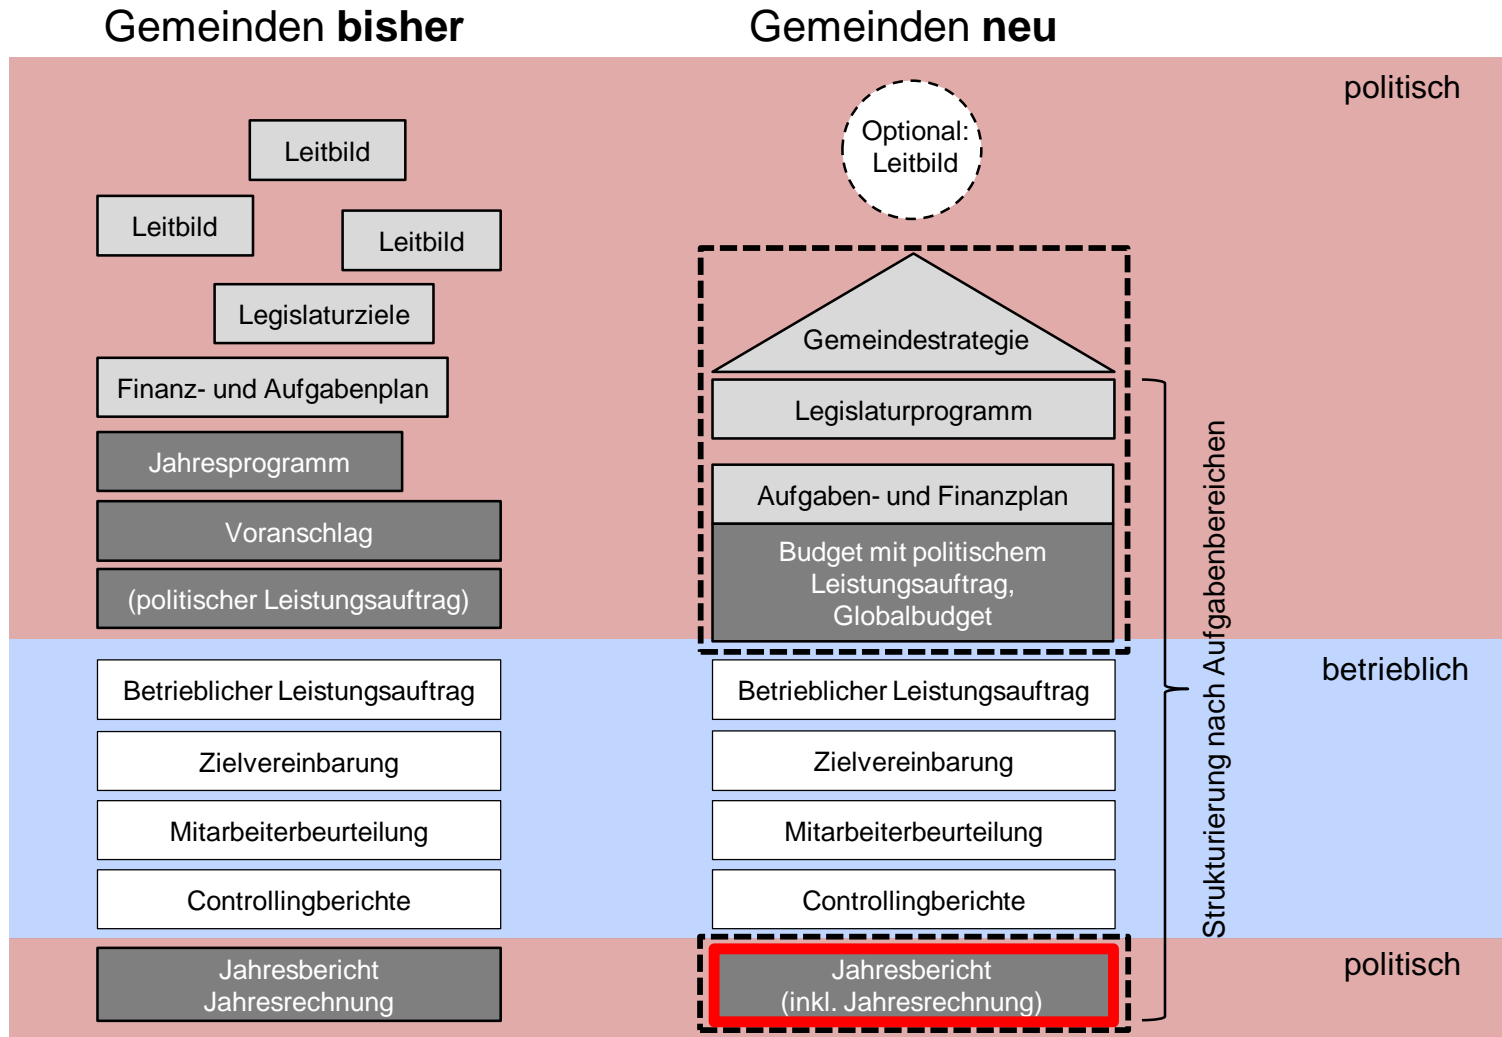 Gemeinden bisher
Gemeinden neu
politisch
Leitbild
Leitbild
Leitbild
Legislaturziele
Finanz- und Aufgabenplan
Jahresprogramm
Voranschlag
(politischer Leistungsauftrag)
Betrieblicher Leistungsauftrag
Zielvereinbarung
Mitarbeiterbeurteilung
Controllingberichte
Jahresbericht
Jahresrechnung
Optional:
Leitbild
Gemeindestrategie
Legislaturprogramm
Aufgaben- und Finanzplan
Budget mit politischem
Leistungsauftrag,
Globalbudget
Betrieblicher Leistungsauftrag
Zielvereinbarung
Mitarbeiterbeurteilung
Controllingberichte
Jahresbericht
(inkl. Jahresrechnung)
Strukturierung nach Aufgabenbereichen
betrieblich
politisch